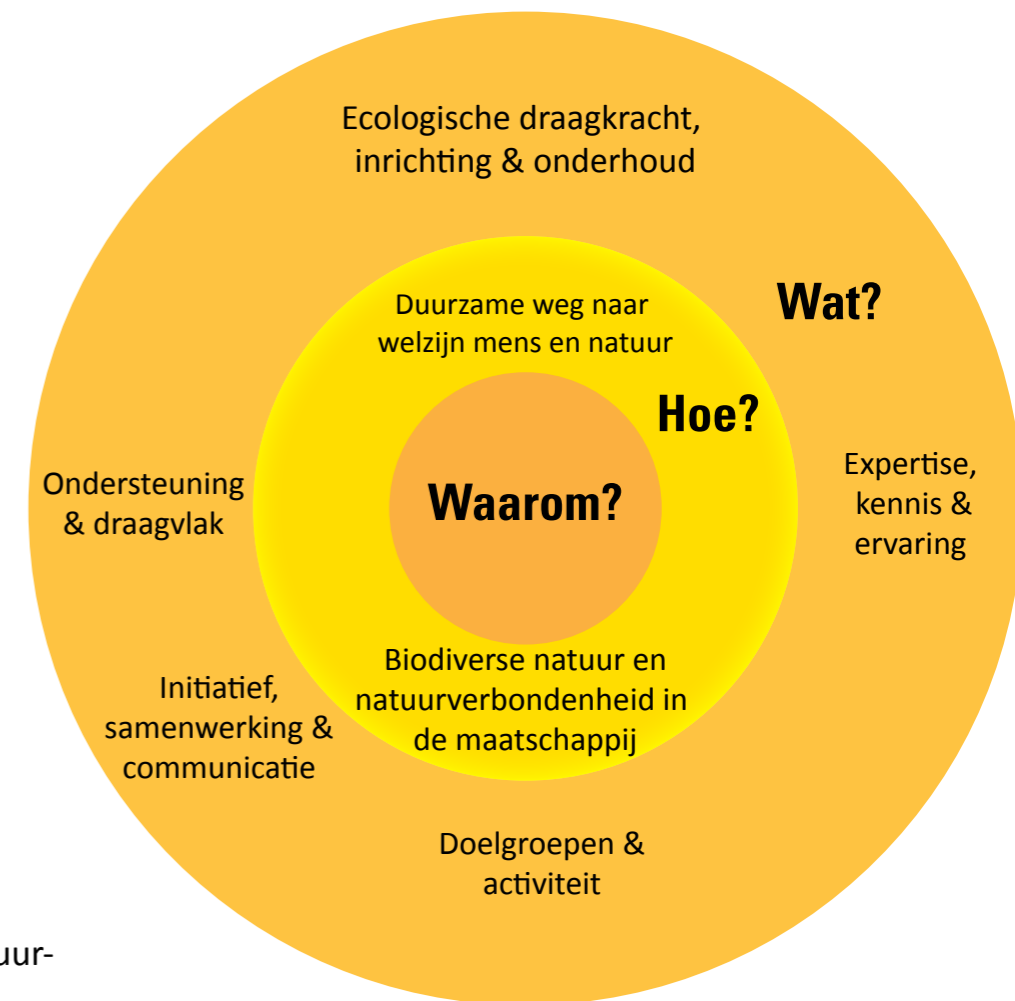 Ecologische draagkracht,
inrichting & onderhoud
Wat?
Duurzame weg naar
welzijn mens en natuur
Hoe?
Waarom?
Expertise,
kennis &
ervaring
Ondersteuning
& draagvlak
Biodiverse natuur en
natuurverbondenheid in
de maatschappij
Initiatief,
samenwerking &
communicatie
Doelgroepen &
activiteit
uur-